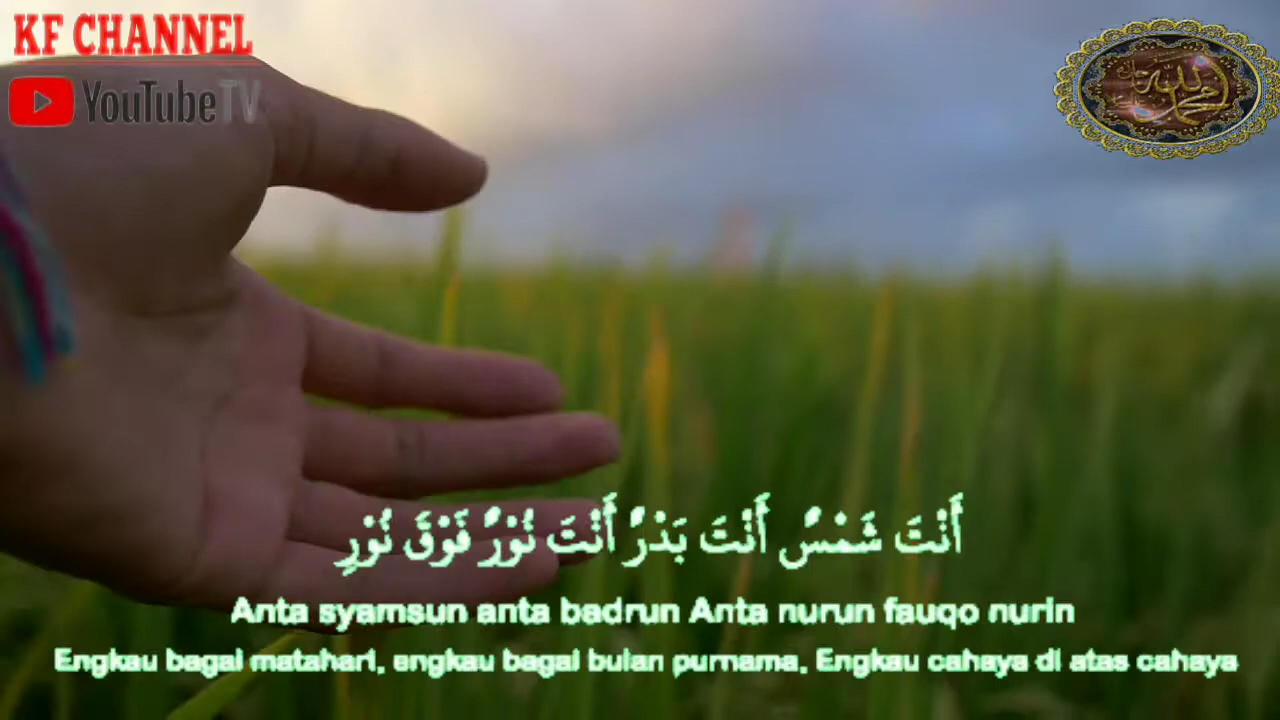 KF CHANNEL
YouTubeTV
أَنْتَ شَمْسٌ أَنْتَ بَدْرٌ أَنْتَ نُوْرٌ فَوْقَ نُوْرٍ
Anta syamsun anta badrun Anta nurun fauqo nurin
Engkau bagai matahari, engkau bagai bulan purnama, Engkau cahaya di atas cahaya